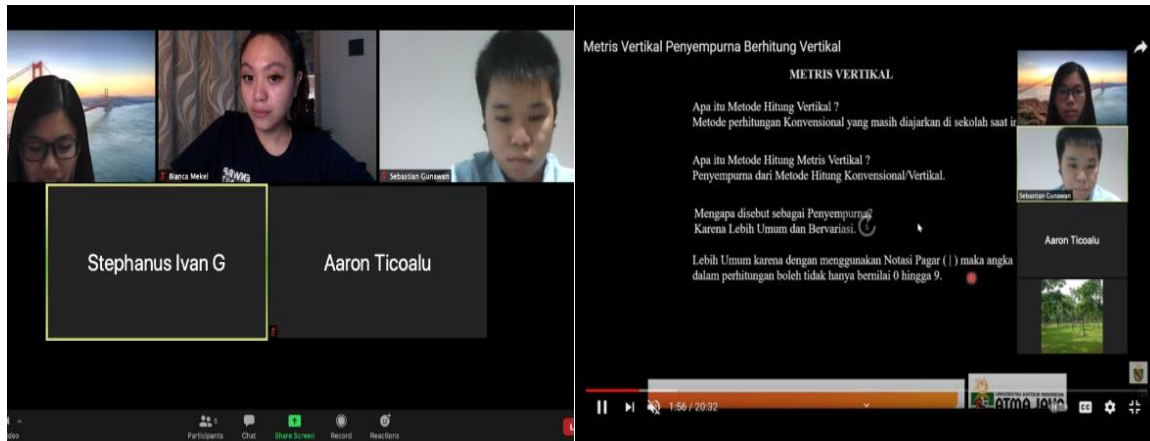 Bianca Mekel
Sebastian Gunawan
Stephanus Ivan G
Aaron Ticoalu
Participants
5
Chat
Share Screen
Record
Reactions
Metris Vertikal Penyempurna Berhitung Vertikal
METRIS VERTIKAL
Apa itu Metode Hitung Vertikal ?
Metode perhitungan Konvensional yang masih diajarkan di sekolah saat in
Apa itu Metode Hitung Metris Vertikal ?
Penyempurna dari Metode Hitung Konvensional/Vertikal.
Mengapa disebut sebagai Penyempurna?
Karena Lebih Umum dan Bervariasi.
Lebih Umum karena dengan menggunakan Notasi Pagar ( | ) maka angka
dalam perhitungan boleh tidak hanya bernilai 0 hingga 9.
Sebastian Gunawan
Aaron Ticoalu
UNIVERSITAS KATOLIK INDONESIA
ATMA JAYA
1:56 / 20:32
CC